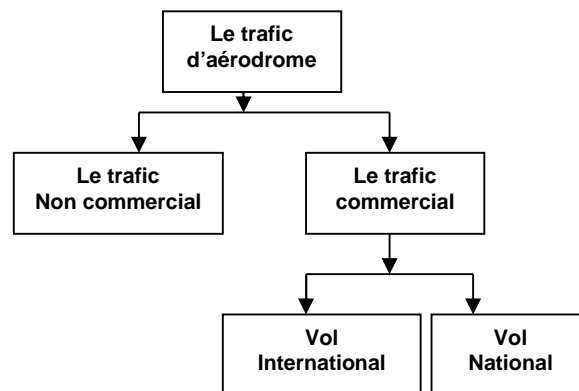 Le trafic
d'aérodrome
Le trafic
Non commercial
Le trafic
commercial
Vol
International
Vol
National